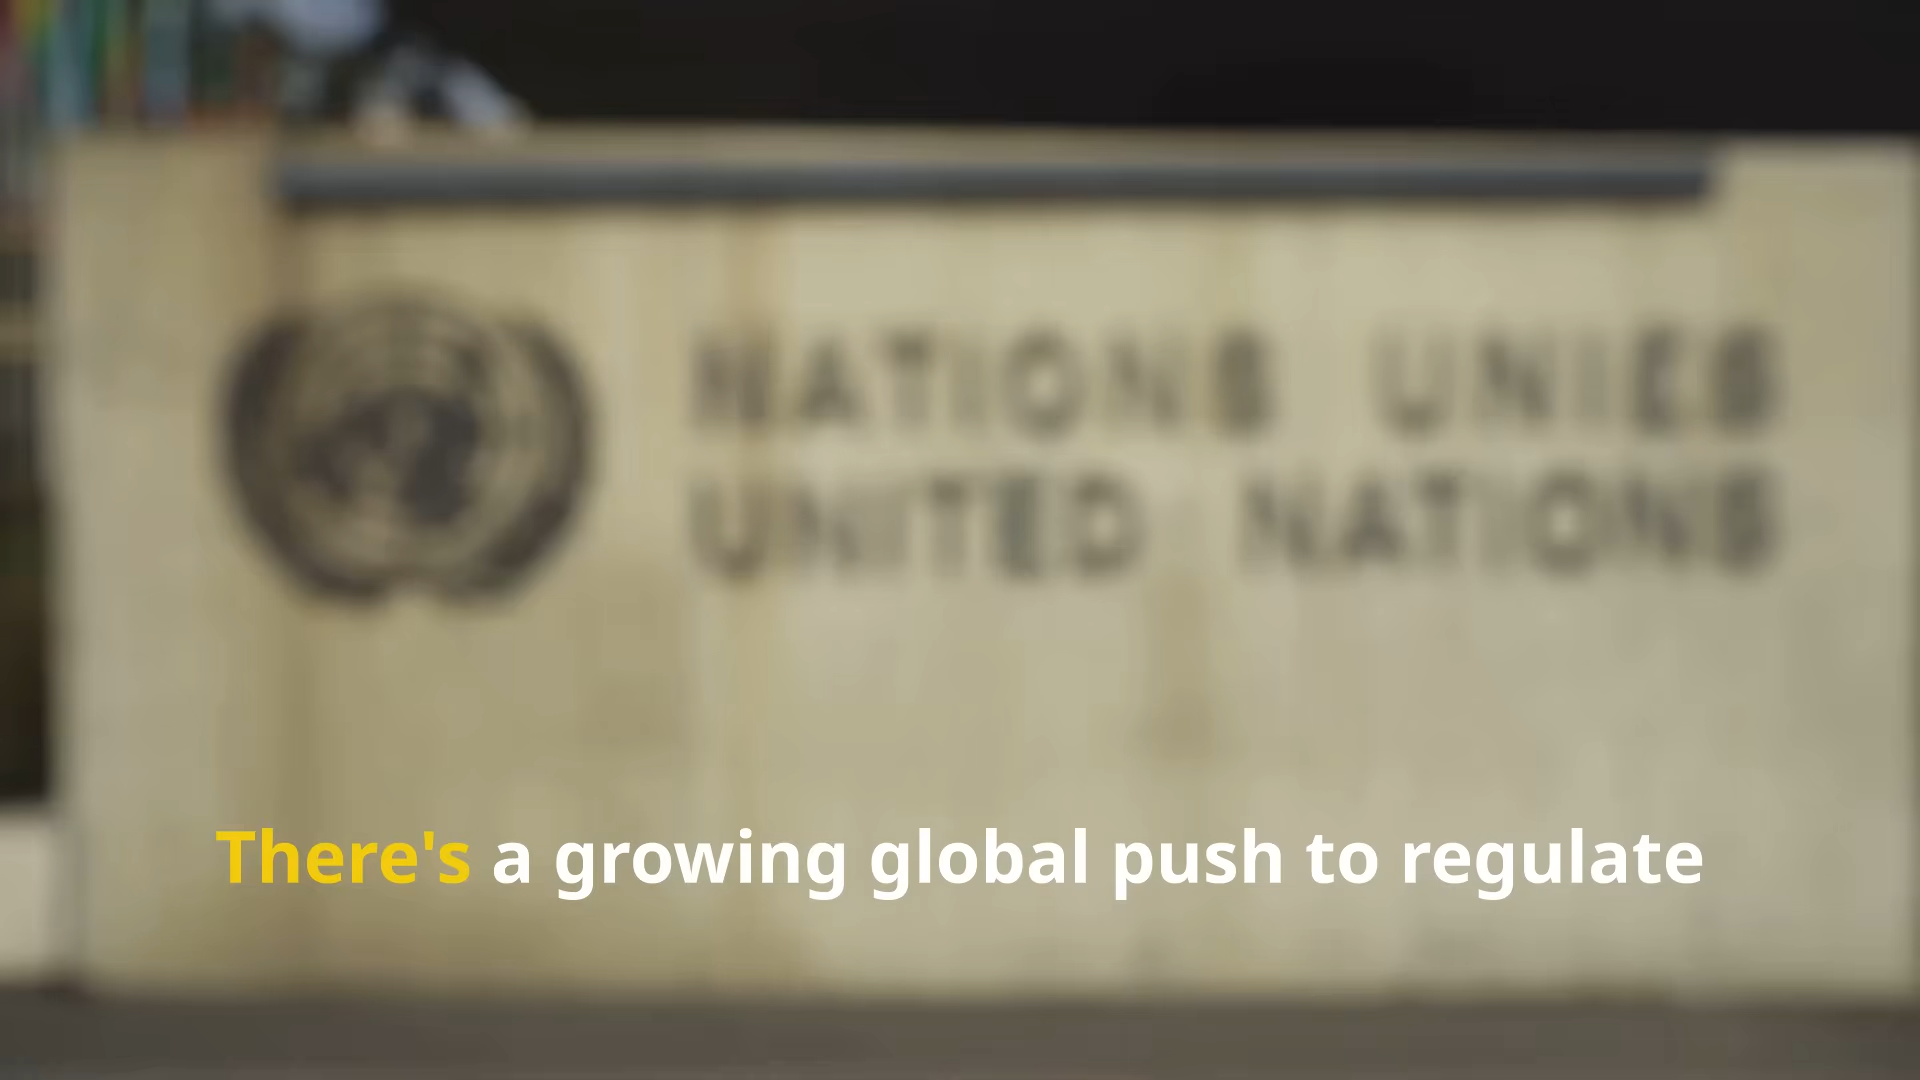 NATIONS UNIES
UNITED NATIONS
There's a growing global push to regulate